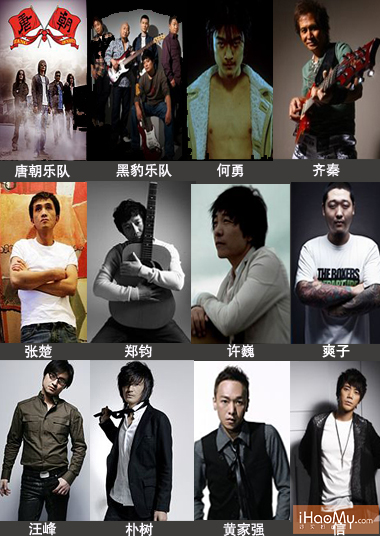 唐朝
唐朝乐队 黑豹乐队 何勇 齐秦
THE BOXERS
张楚 郑钧 许巍 爽子
汪峰 朴树 黄家强 信
iHaoMu.com